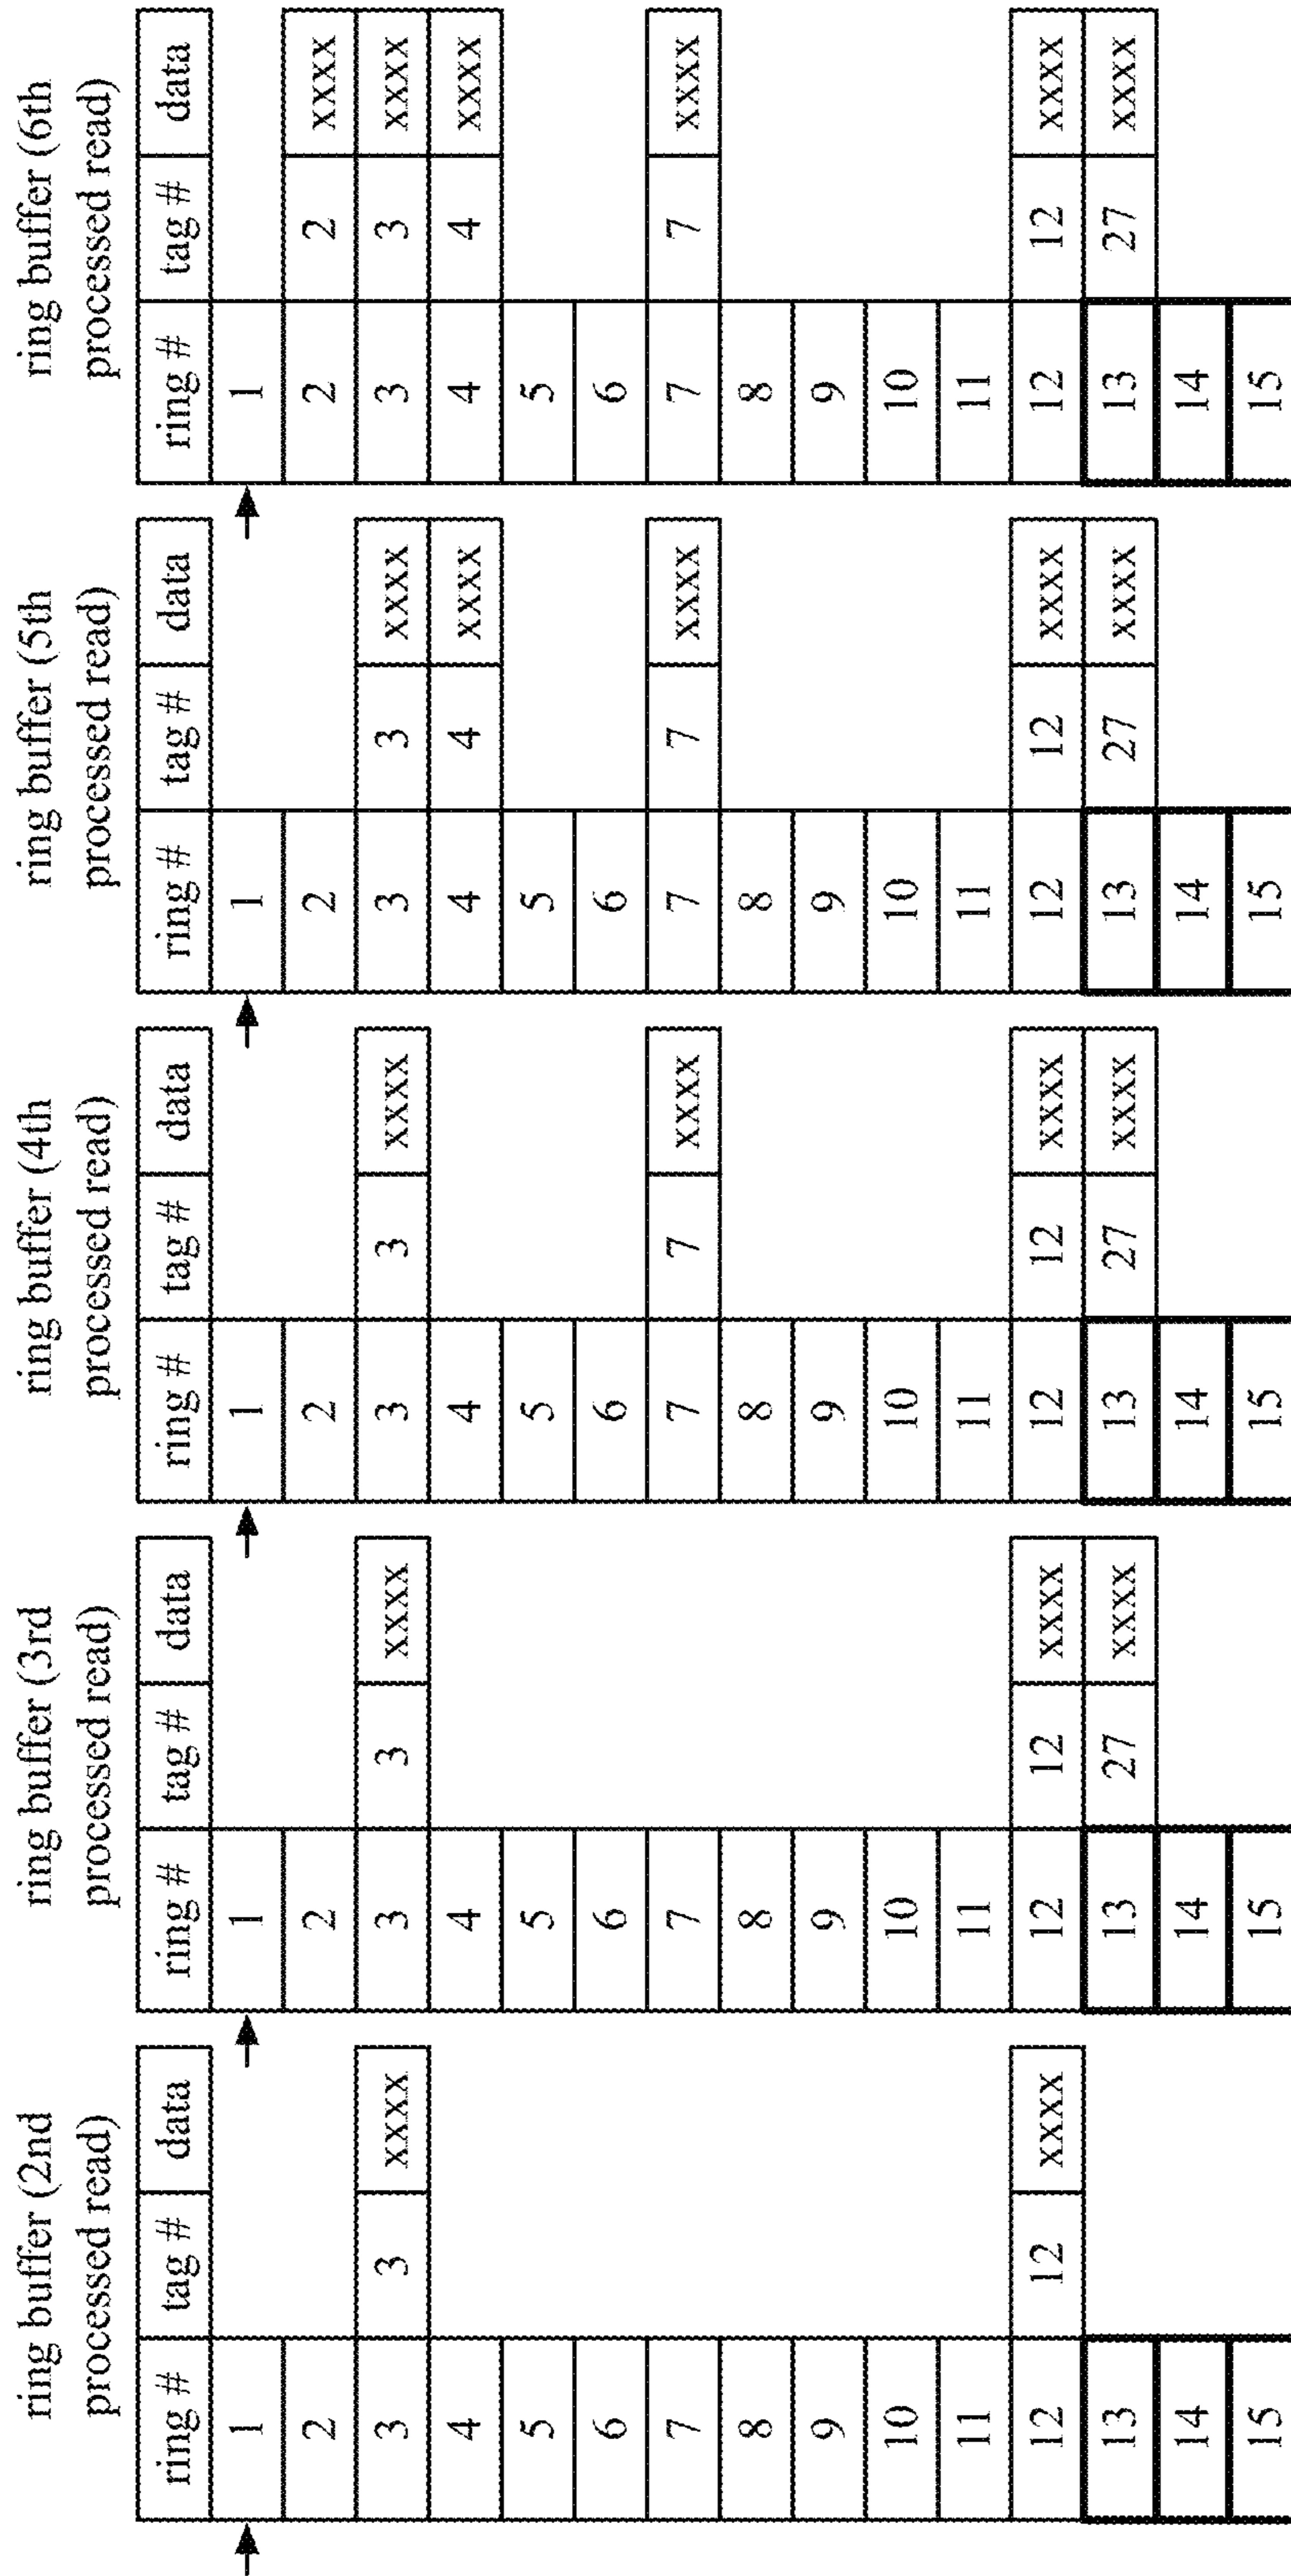 ring buffer (2nd
processed read)
ring # tag # data
1
2
3 3 xxxx
4
5
6
7
8
9
10
11
12 12 xxxx
13
14
15
ring buffer (3rd
processed read)
ring # tag # data
1
2
3 3 xxxx
4
5
6
7
8
9
10
11
12 12 xxxx
13 27 xxxx
14
15
ring buffer (4th
processed read)
ring # tag # data
1
2
3 3 xxxx
4
5
6
7 7 xxxx
8
9
10
11
12 12 xxxx
13 27 xxxx
14
15
ring buffer (5th
processed read)
ring # tag # data
1
2
3 3 xxxx
4 4 xxxx
5
6
7 7 xxxx
8
9
10
11
12 12 xxxx
13 27 xxxx
14
15
ring buffer (6th
processed read)
ring # tag # data
1
2 2 xxxx
3 3 xxxx
4 4 xxxx
5
6
7 7 xxxx
8
9
10
11
12 12 xxxx
13 27 xxxx
14
15